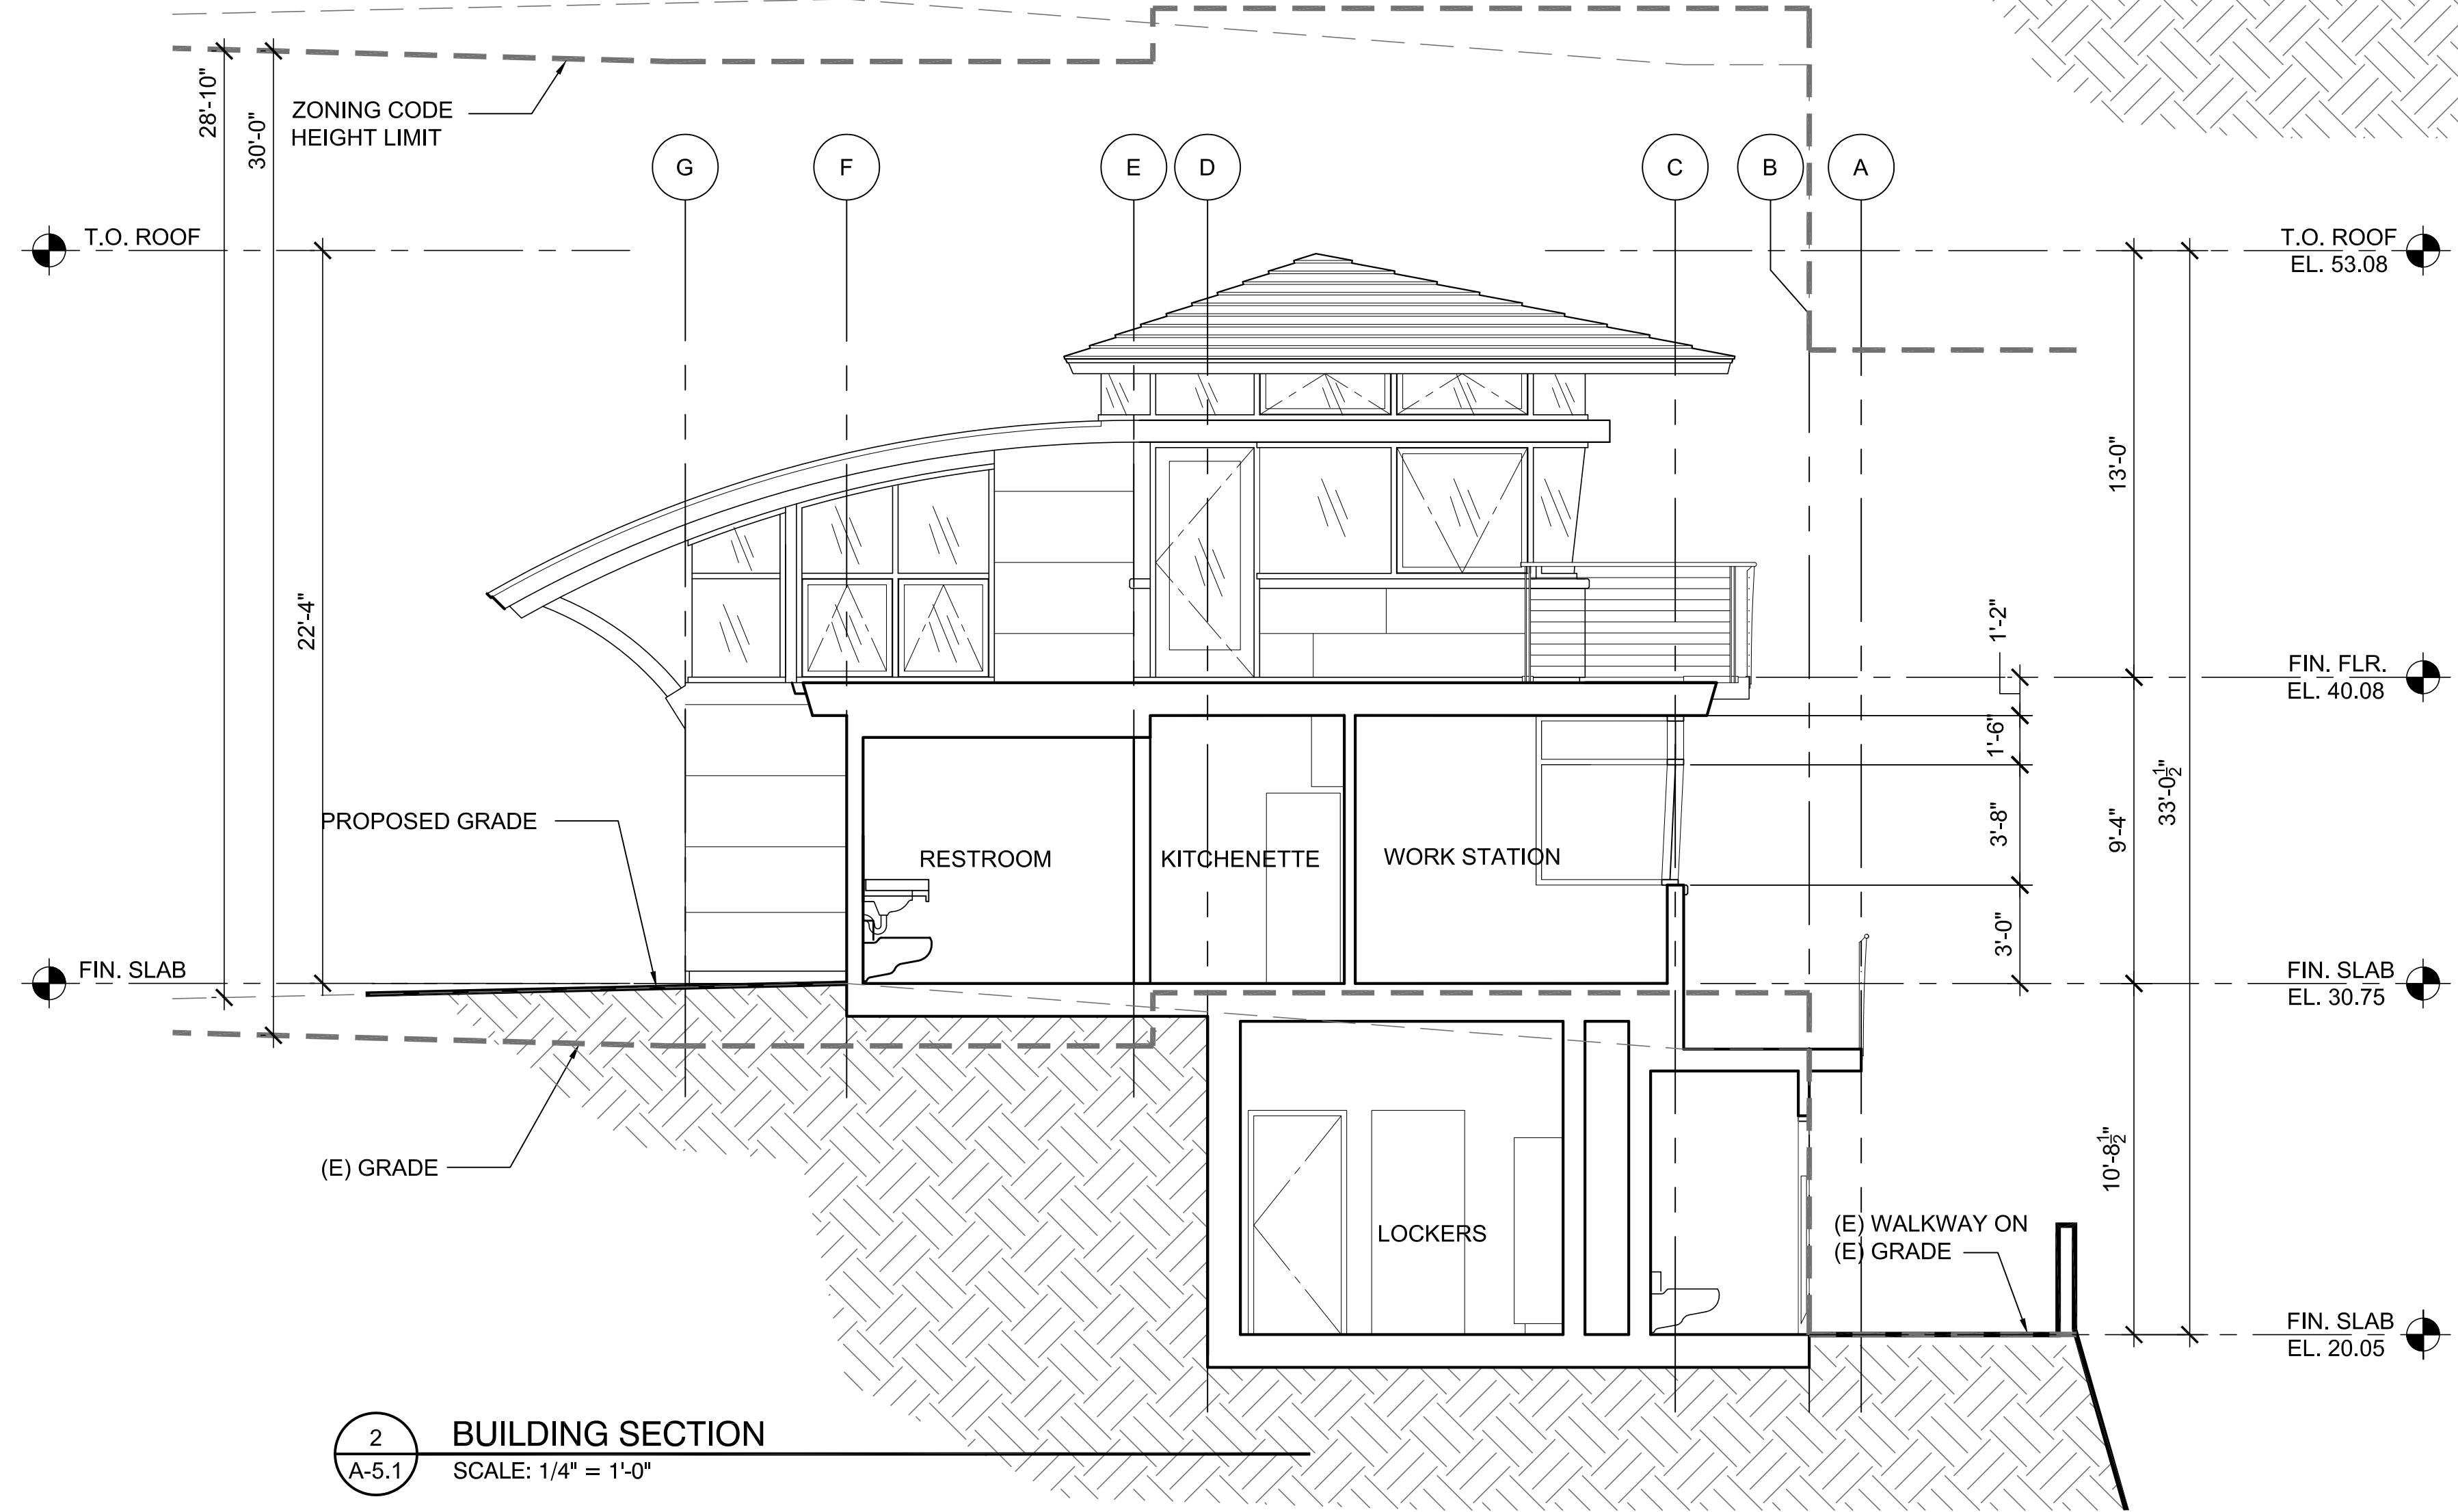 28'-10"
30'-0"
ZONING CODE
HEIGHT LIMIT
G
F
E
D
C
B
A
T.O. ROOF
T.O. ROOF
EL. 53.08
13'-0"
22'-4"
1'-2"
FIN. FLR.
EL. 40.08
1'-6"
33'-0½"
3'-8"
9'-4"
PROPOSED GRADE
RESTROOM
KITCHENETTE
WORK STATION
3'-0"
FIN. SLAB
FIN. SLAB
EL. 30.75
(E) GRADE
10'-8½"
LOCKERS
(E) WALKWAY ON
(E) GRADE
FIN. SLAB
EL. 20.05
2
A-5.1
BUILDING SECTION
SCALE: 1/4" = 1'-0"